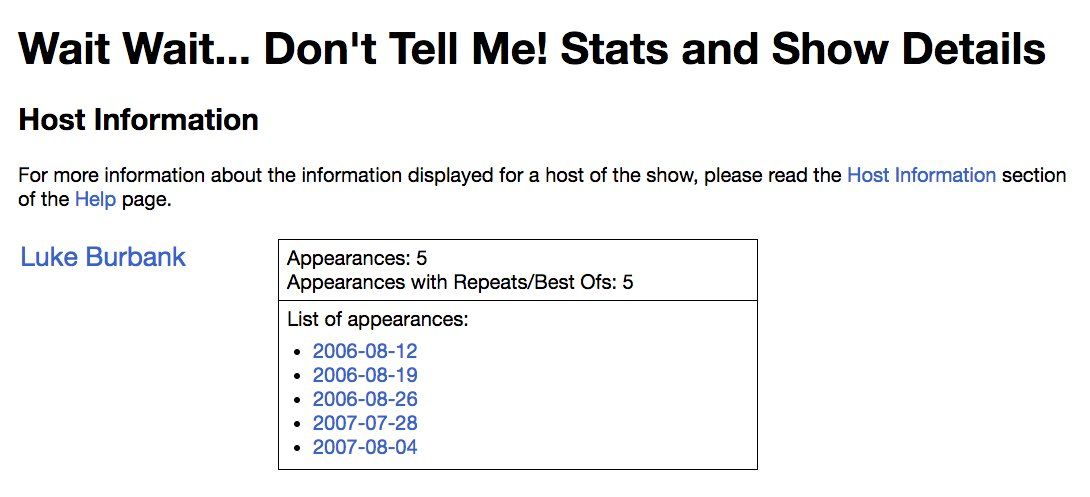 Wait Wait... Don't Tell Me! Stats and Show Details
Host Information
For more information about the information displayed for a host of the show, please read the Host Information section
of the Help page.
Luke Burbank
Appearances: 5
Appearances with Repeats/Best Ofs: 5
List of appearances:
• 2006-08-12
• 2006-08-19
• 2006-08-26
• 2007-07-28
• 2007-08-04